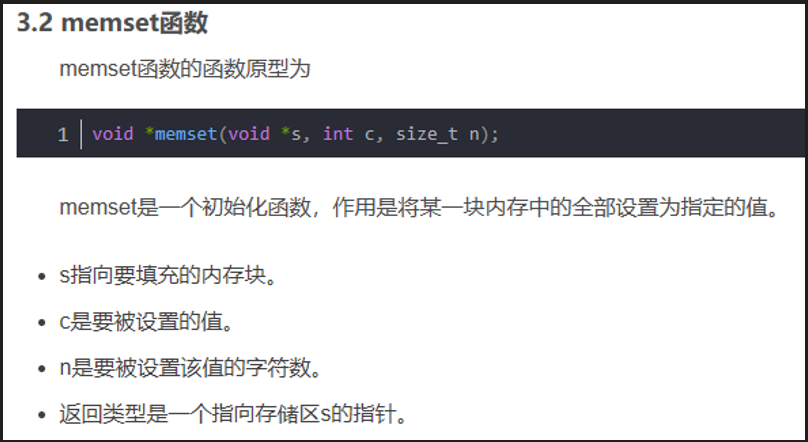 3.2 memset函数
memset函数的函数原型为
1 void *memset(void *s, int c, size_t n);
memset是一个初始化函数，作用是将某一块内存中的全部设置为指定的值。
• s指向要填充的内存块。
• c是要被设置的值。
• n是要被设置该值的字符数。
• 返回类型是一个指向存储区s的指针。